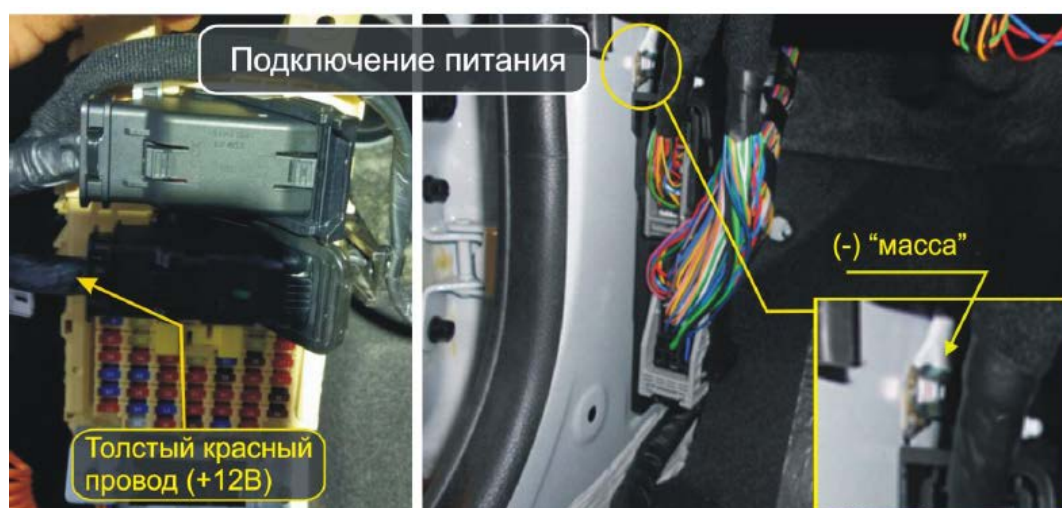 Подключение питания
(-) “масса”
Толстый красный
провод (+12В)